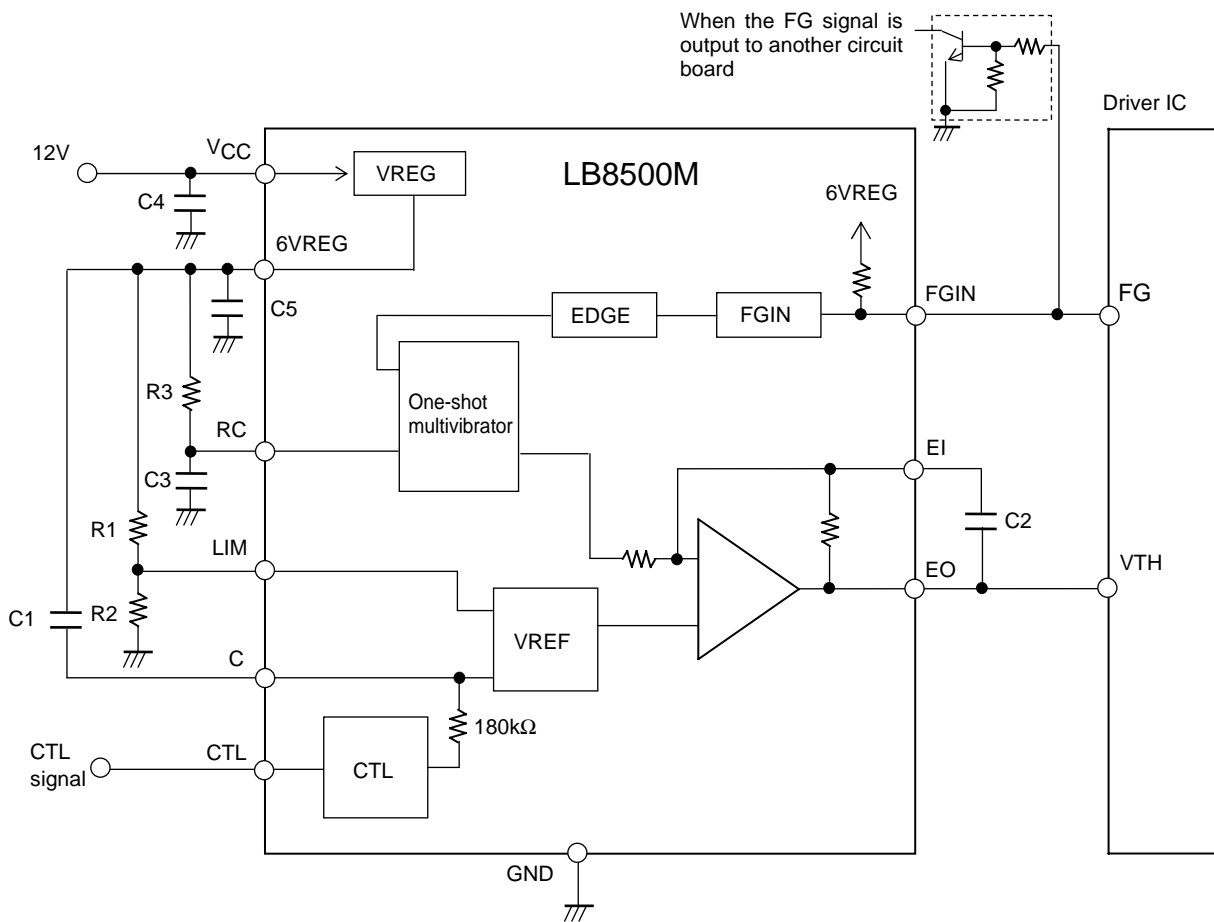 When the FG signal is
output to another circuit
board
Driver IC
12V
VCC
VREG
LB8500M
C4
6VREG
6VREG
C5
FGIN
FG
EDGE
FGIN
R3
One-shot
multivibrator
RC
EI
C3
C2
R1
LIM
EO
VTH
C1
R2
VREF
C
180kΩ
CTL
signal
CTL
CTL
GND